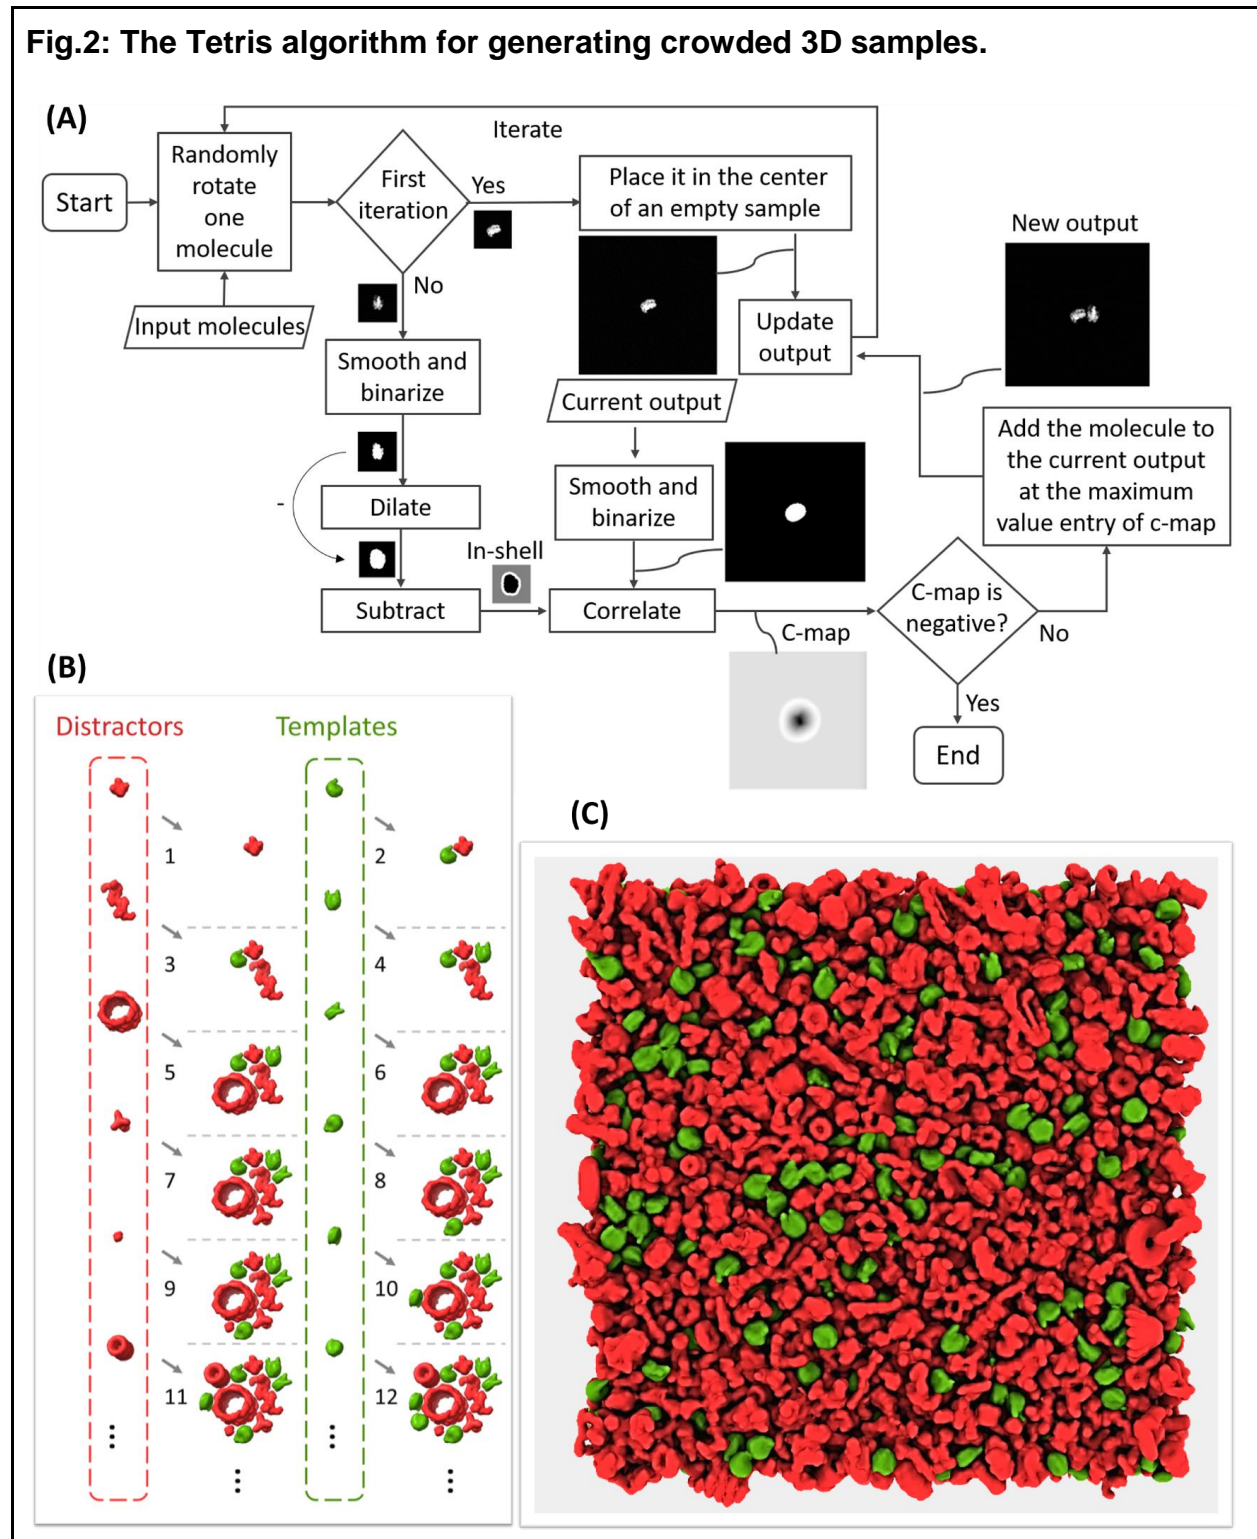 Fig.2: The Tetris algorithm for generating crowded 3D samples.
(A)
Iterate
Start
Randomly
rotate
one
molecule
First
iteration
Yes
Place it in the center
of an empty sample
New output
No
Input molecules
Update
output
Smooth and
binarize
Current output
Add the molecule to
the current output
at the maximum
value entry of c-map
-
Dilate
Smooth and
binarize
In-shell
Subtract
Correlate
C-map
C-map is
negative?
No
Yes
End
(B)
Distractors
Templates
1
2
3
4
5
6
7
8
9
10
11
12
(C)